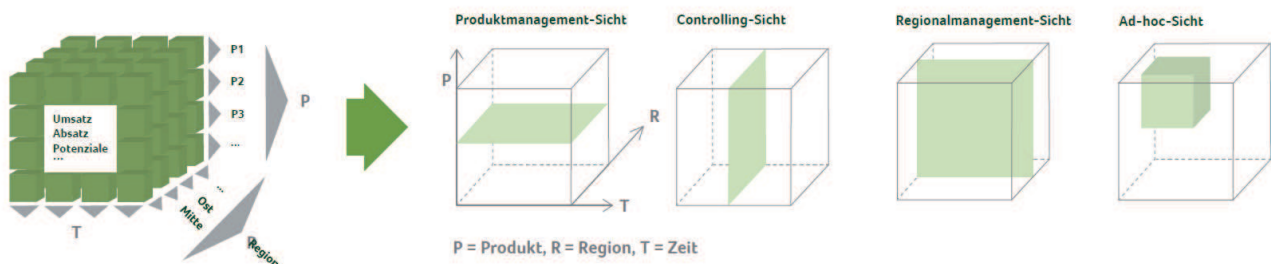 Produktmanagement-Sicht
Controlling-Sicht
Regionalmanagement-Sicht
Ad-hoc-Sicht
P1
P2
P3
...
P
Umsatz
Absatz
Potenziale
...
T
...
Ost
Mitte
R
Region
P
R
T
P = Produkt, R = Region, T = Zeit